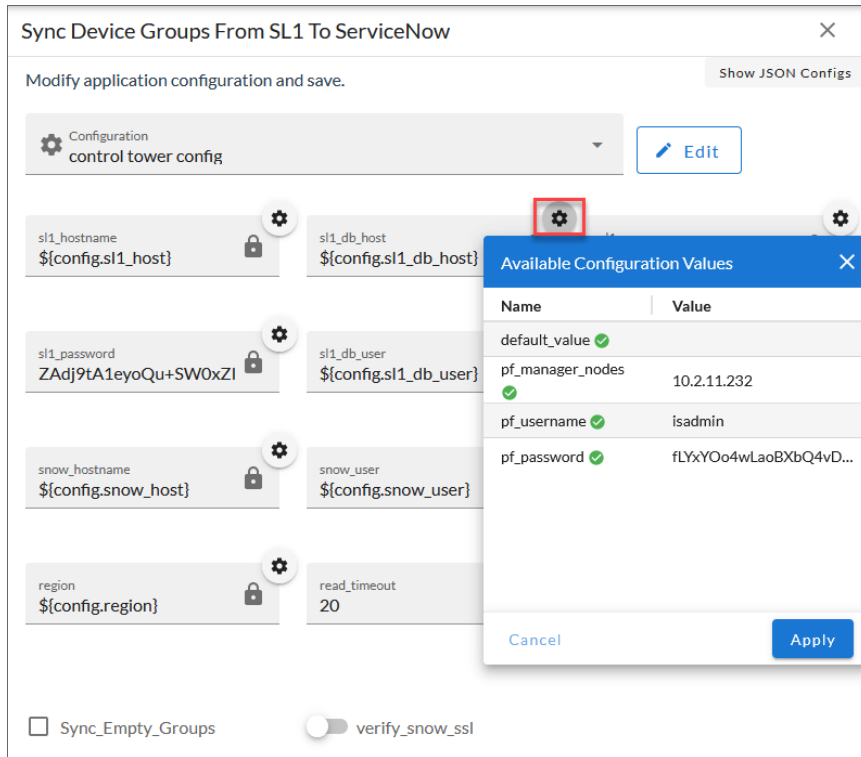 Sync Device Groups From SL1 To ServiceNow
Modify application configuration and save.
Show JSON Configs
Configuration
control tower config
Edit
sl1_hostname
${config.sl1_host}
sl1_db_host
${config.sl1_db_host}
Available Configuration Values
Name Value
default_value
pf_manager_nodes 10.2.11.232
pf_username isadmin
pf_password fLYxYOo4wLaoBXbQ4vD...
Cancel Apply
sl1_password
ZAdj9tA1eyoQu+SW0xZl
sl1_db_user
${config.sl1_db_user}
snow_hostname
${config.snow_host}
snow_user
${config.snow_user}
region
${config.region}
read_timeout
20
Sync_Empty_Groups
verify_snow_ssl